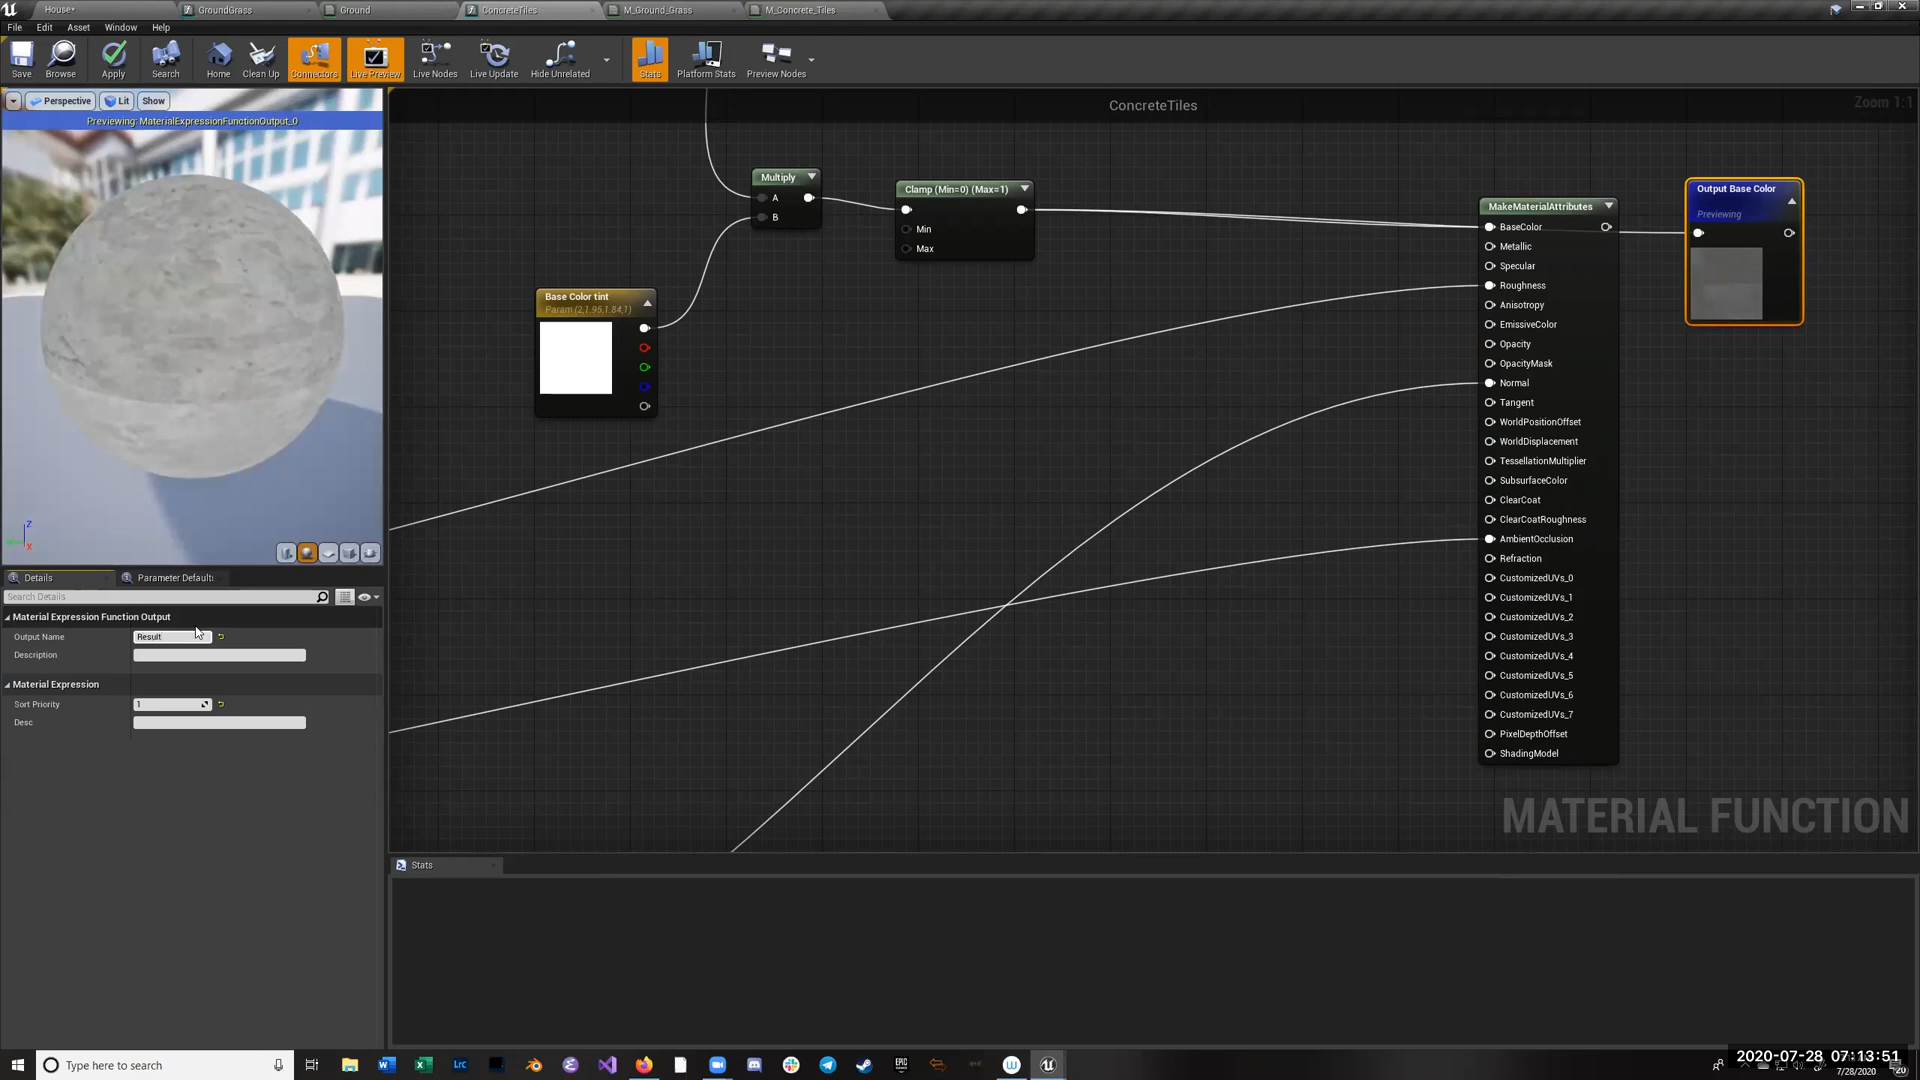 House*
GroundGrass
Ground
ConcreteTiles
M_Ground_Grass
M_Concrete_Tiles
File
Edit
Asset
Window
Help
Save
Browse
Apply
Search
Home
Clean Up
Connectors
Live Preview
Live Nodes
Live Update
Hide Unrelated
Stats
Platform Stats
Preview Nodes
Perspective
Lit
Show
Previewing: MaterialExpressionFunctionOutput_0
Z
X
ConcreteTiles
Zoom 1:1
Multiply
A
B
Clamp (Min=0) (Max=1)
Min
Max
Base Color tint
Param (2,1.95,1.84,1)
MakeMaterialAttributes
BaseColor
Metallic
Specular
Roughness
Anisotropy
EmissiveColor
Opacity
OpacityMask
Normal
Tangent
WorldPositionOffset
WorldDisplacement
TessellationMultiplier
SubsurfaceColor
ClearCoat
ClearCoatRoughness
AmbientOcclusion
Refraction
CustomizedUVs_0
CustomizedUVs_1
CustomizedUVs_2
CustomizedUVs_3
CustomizedUVs_4
CustomizedUVs_5
CustomizedUVs_6
CustomizedUVs_7
PixelDepthOffset
ShadingModel
Output Base Color
Previewing
MATERIAL FUNCTION
Details
Parameter Default:
Search Details
Material Expression Function Output
Output Name
Result
Description
Material Expression
Sort Priority
1
Desc
Stats
Type here to search
Lrc
EPIC
GAMES
2020-07-28 07:13:51
7/28/2020
20